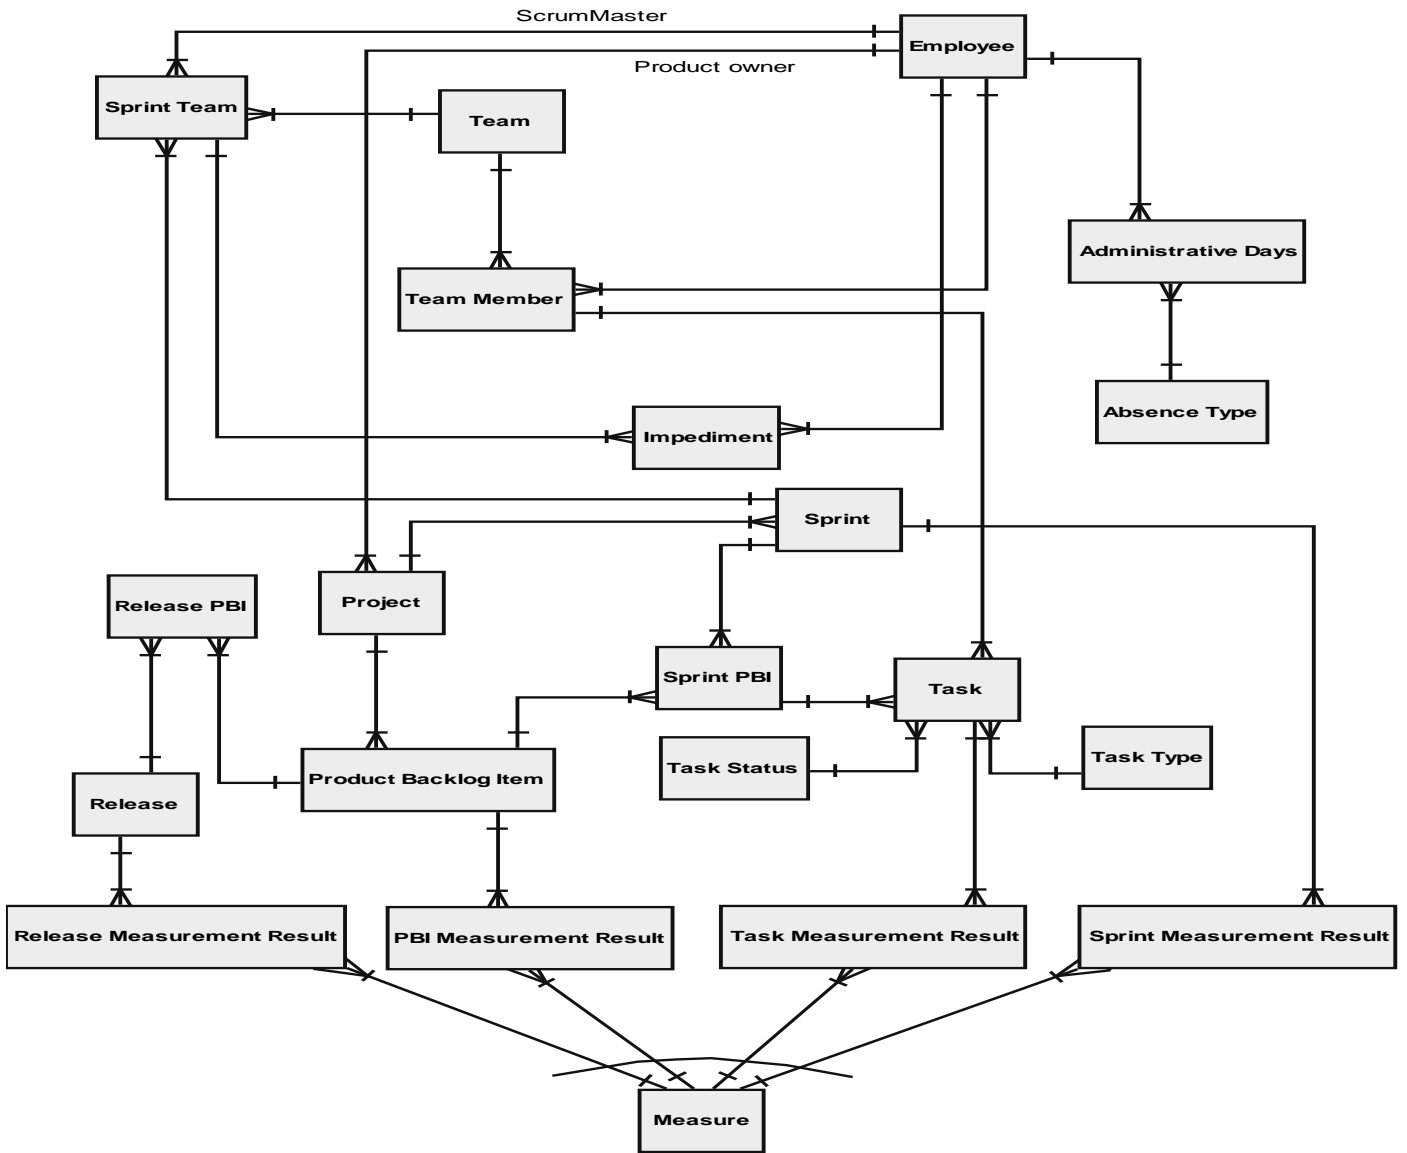 ScrumMaster
Employee
Product owner
Sprint Team
Team
Administrative Days
Team Member
Absence Type
Impediment
Sprint
Release PBI
Project
Sprint PBI
Task
Task Status
Task Type
Product Backlog Item
Release
Release Measurement Result
PBI Measurement Result
Task Measurement Result
Sprint Measurement Result
Measure